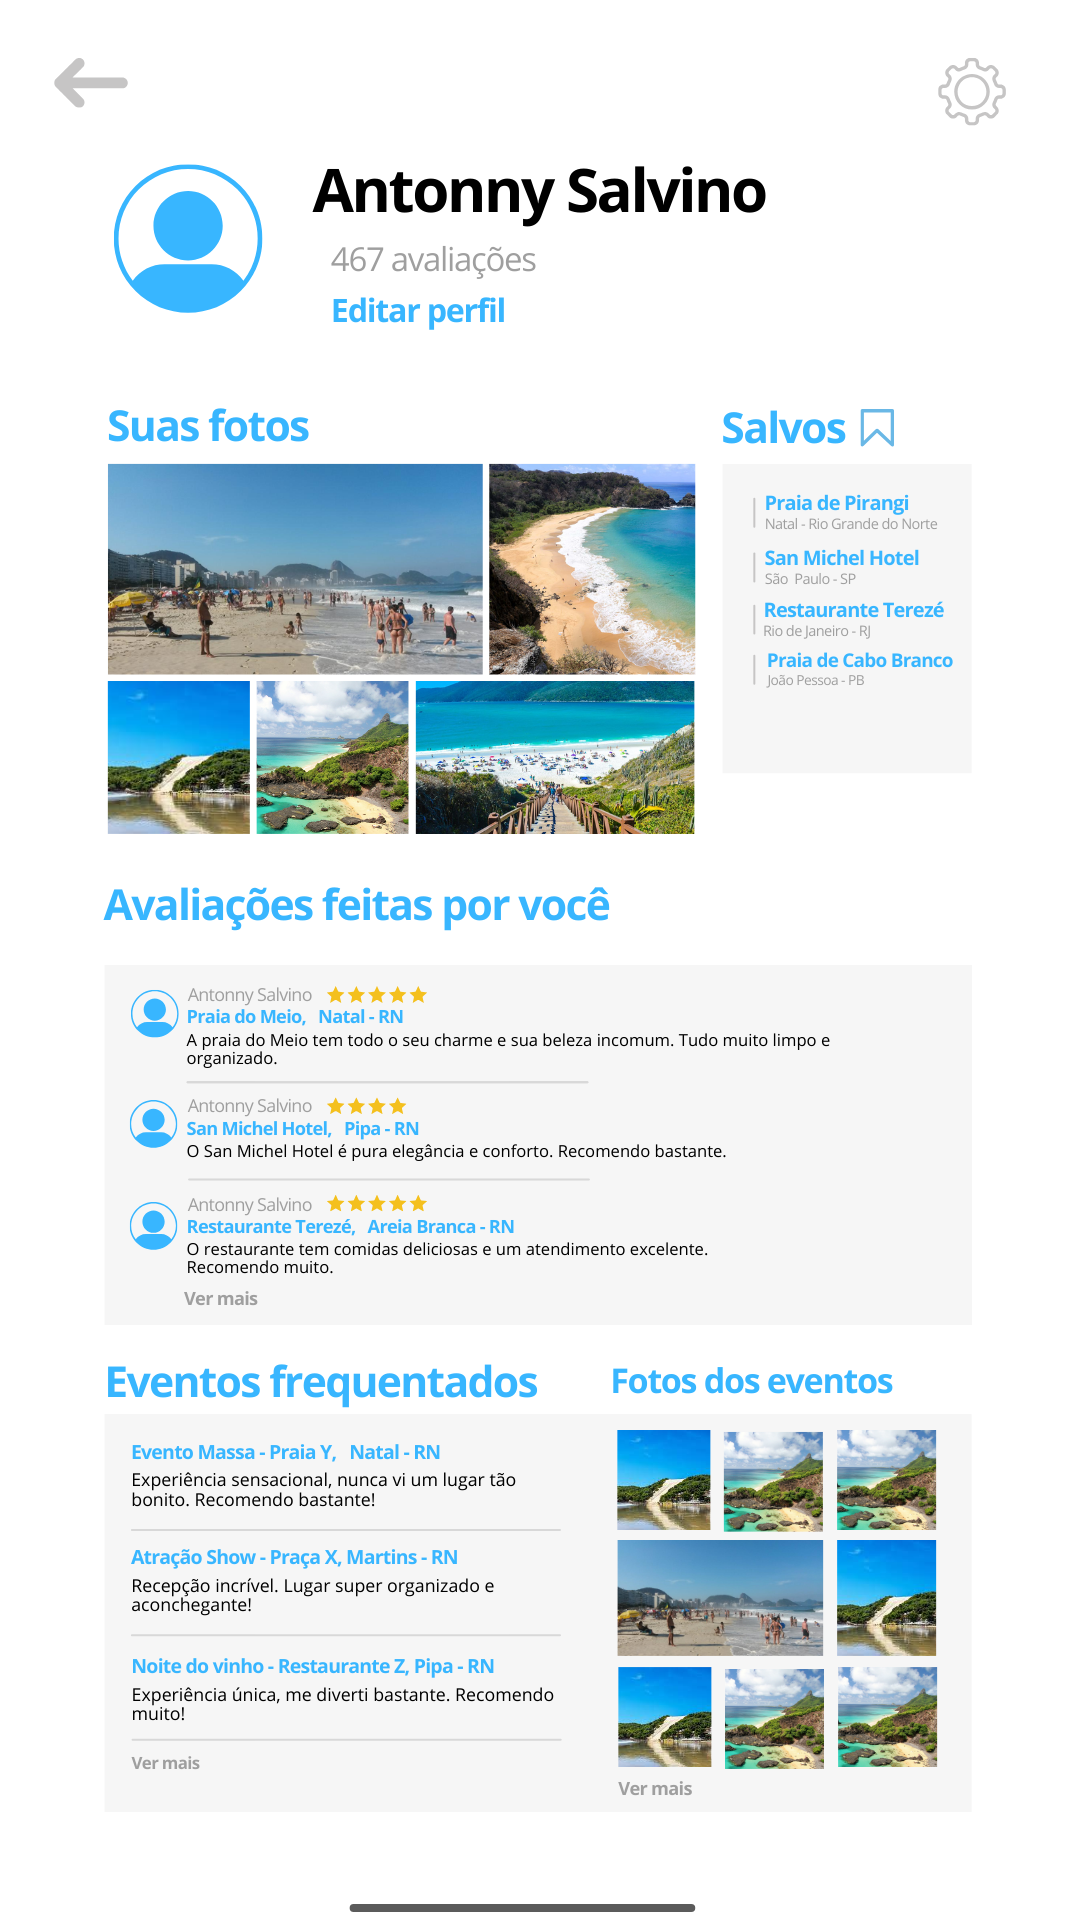 Antonny Salvino
467 avaliações
Editar perfil
Suas fotos
Salvos
Praia de Pirangi
Natal - Rio Grande do Norte
San Michel Hotel
São Paulo - SP
Restaurante Terezé
Rio de Janeiro - RJ
Praia de Cabo Branco
João Pessoa - PB
Avaliações feitas por você
Antonny Salvino
Praia do Meio, Natal - RN
A praia do Meio tem todo o seu charme e sua beleza incomum. Tudo muito limpo e
organizado.
Antonny Salvino
San Michel Hotel, Pipa - RN
O San Michel Hotel é pura elegância e conforto. Recomendo bastante.
Antonny Salvino
Restaurante Terezé, Areia Branca - RN
O restaurante tem comidas deliciosas e um atendimento excelente.
Recomendo muito.
Ver mais
Eventos frequentados
Evento Massa - Praia Y, Natal - RN
Experiência sensacional, nunca vi um lugar tão
bonito. Recomendo bastante!
Atração Show - Praça X, Martins - RN
Recepção incrível. Lugar super organizado e
aconchegante!
Noite do vinho - Restaurante Z, Pipa - RN
Experiência única, me diverti bastante. Recomendo
muito!
Ver mais
Fotos dos eventos
Ver mais